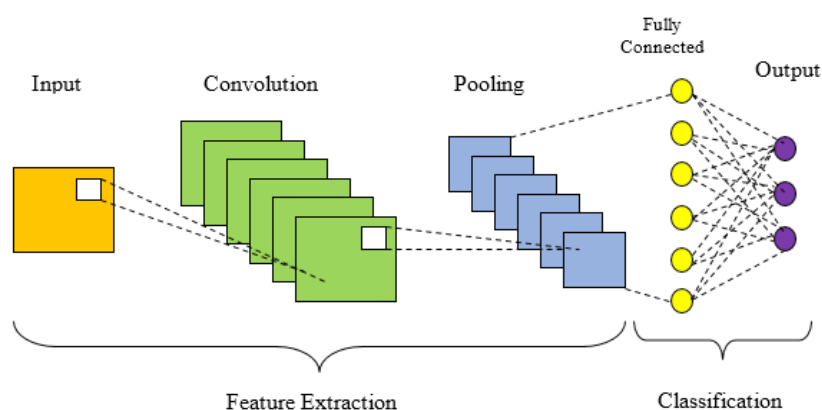 Fully
Connected
Input
Convolution
Pooling
Output
Feature Extraction
Classification